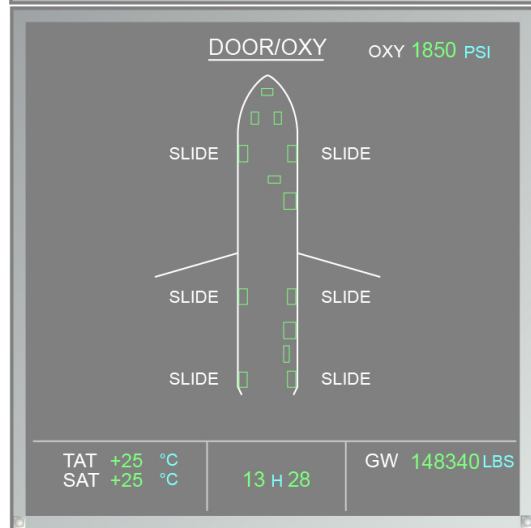 DOOR/OXY OXY 1850 PSI
SLIDE SLIDE
SLIDE SLIDE
SLIDE SLIDE
TAT +25 °C GW 148340 LBS
SAT +25 °C 13 H 28